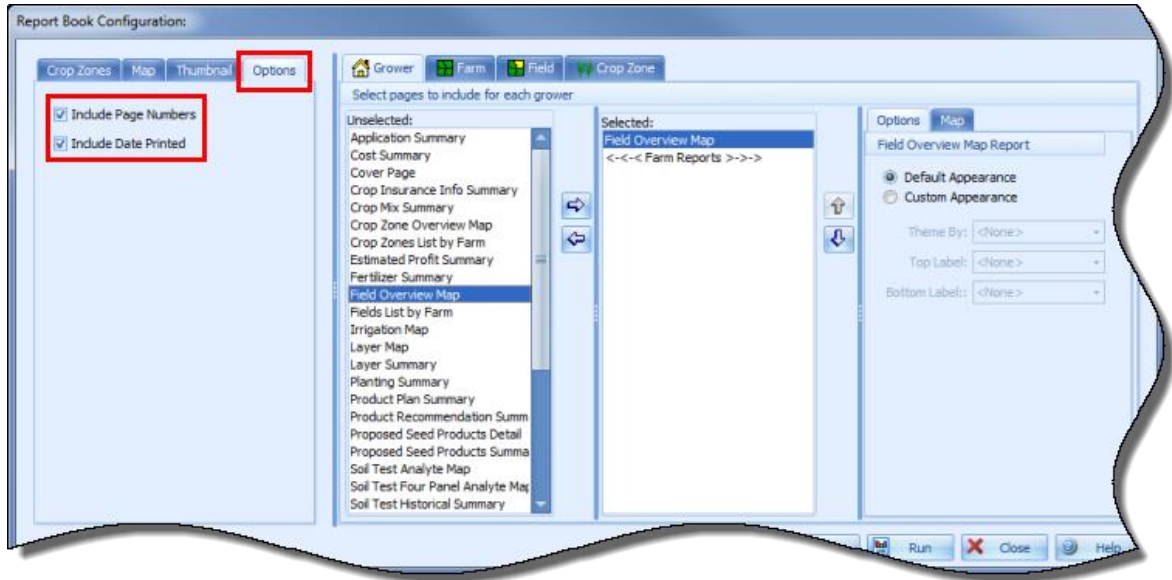 Report Book Configuration:
Crop Zones Map Thumbnail Options
Include Page Numbers
Include Date Printed
Grower Farm Field Crop Zone
Select pages to include for each grower
Unselected:
Application Summary
Cost Summary
Cover Page
Crop Insurance Info Summary
Crop Mix Summary
Crop Zone Overview Map
Crop Zones List by Farm
Estimated Profit Summary
Fertilizer Summary
Field Overview Map
Fields List by Farm
Irrigation Map
Layer Map
Layer Summary
Planting Summary
Product Plan Summary
Product Recommendation Summ
Proposed Seed Products Detail
Proposed Seed Products Summa
Soil Test Analyte Map
Soil Test Four Panel Analyte Map
Soil Test Historical Summary
Selected:
Field Overview Map
<-<-< Farm Reports >->->
Options Map
Field Overview Map Report
Default Appearance
Custom Appearance
Theme By: <None>
Top Label: <None>
Bottom Label:: <None>
Run Close Help